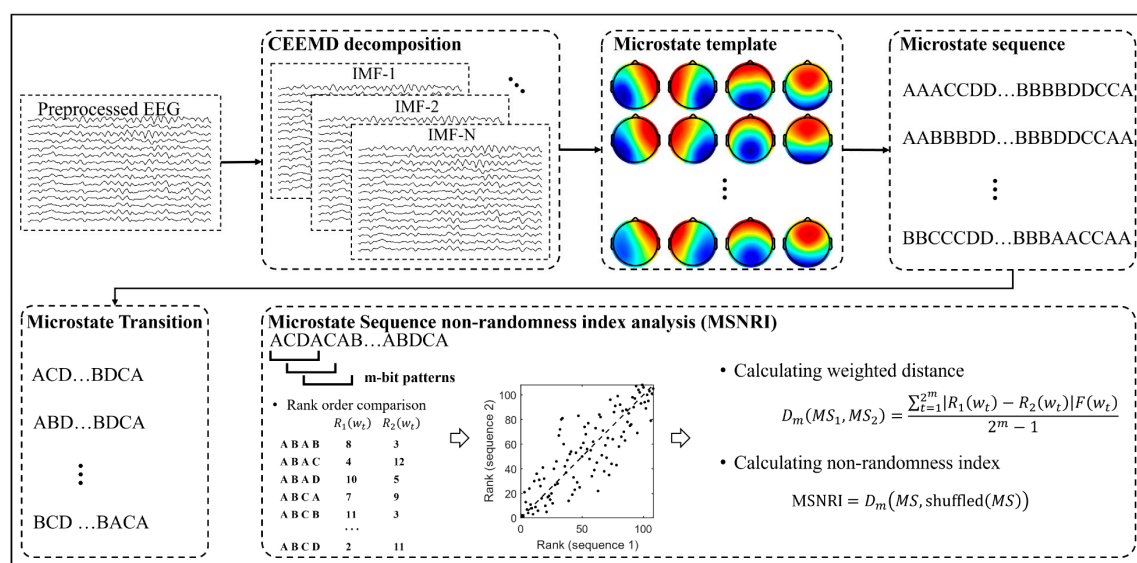 CEEMD decomposition
Microstate template
Microstate sequence
Preprocessed EEG
IMF-1
IMF-2
IMF-N
AAACCDD…BBBBDDCCA
AABBBDD…BBBDDCCAA
BBCCCDD…BBBAACCAA
Microstate Transition
ACD…BDCA
ABD…BDCA
BCD …BACA
Microstate Sequence non-randomness index analysis (MSNRI)
ACDACAB…ABDCA
m-bit patterns
• Rank order comparison
R₁(wₜ) R₂(wₜ)
A B A B 8 3
A B A C 4 12
A B A D 10 5
A B C A 7 9
A B C B 11 3
…
A B C D 2 11
Rank (sequence 2)
100
80
60
40
20
0
0 50 100
Rank (sequence 1)
• Calculating weighted distance
Dₘ(MS₁, MS₂) = ∑ₜ₌₁^{2^m}|R₁(wₜ) − R₂(wₜ)|F(wₜ) / 2^m − 1
• Calculating non-randomness index
MSNRI = Dₘ(MS, shuffled(MS))